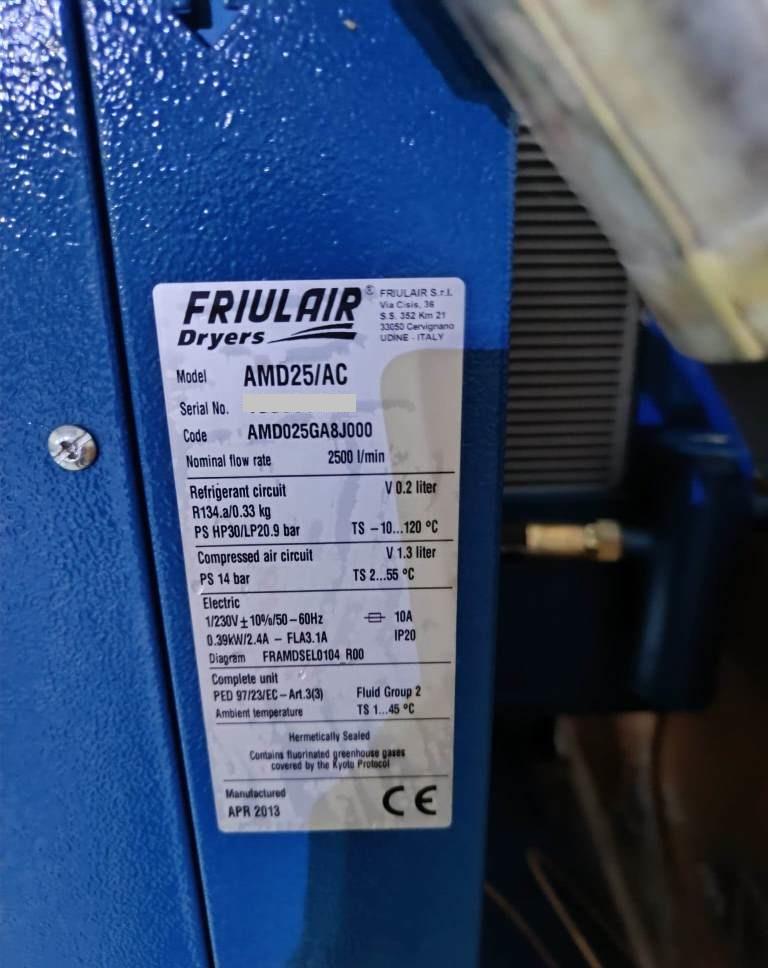 FRIULAIR®
Dryers
FRIULAIR S.r.l.
Via Cisis, 36
S.S. 352 Km 21
33050 Cervignano
UDINE - ITALY
Model AMD25/AC
Serial No.
Code AMD025GA8J000
Nominal flow rate 2500 l/min
Refrigerant circuit V 0.2 liter
R134.a/0.33 kg
PS HP30/LP20.9 bar TS -10...120 °C
Compressed air circuit V 1.3 liter
PS 14 bar TS 2...55 °C
Electric
1/230V±10%/50-60Hz 10A
0.39kW/2.4A - FLA3.1A IP20
Diagram FRAMDSEL0104 R00
Complete unit
PED 97/23/EC-Art.3(3) Fluid Group 2
Ambient temperature TS 1...45 °C
Hermetically Sealed
Contains fluorinated greenhouse gases
covered by the Kyoto Protocol
Manufactured
APR 2013
CE